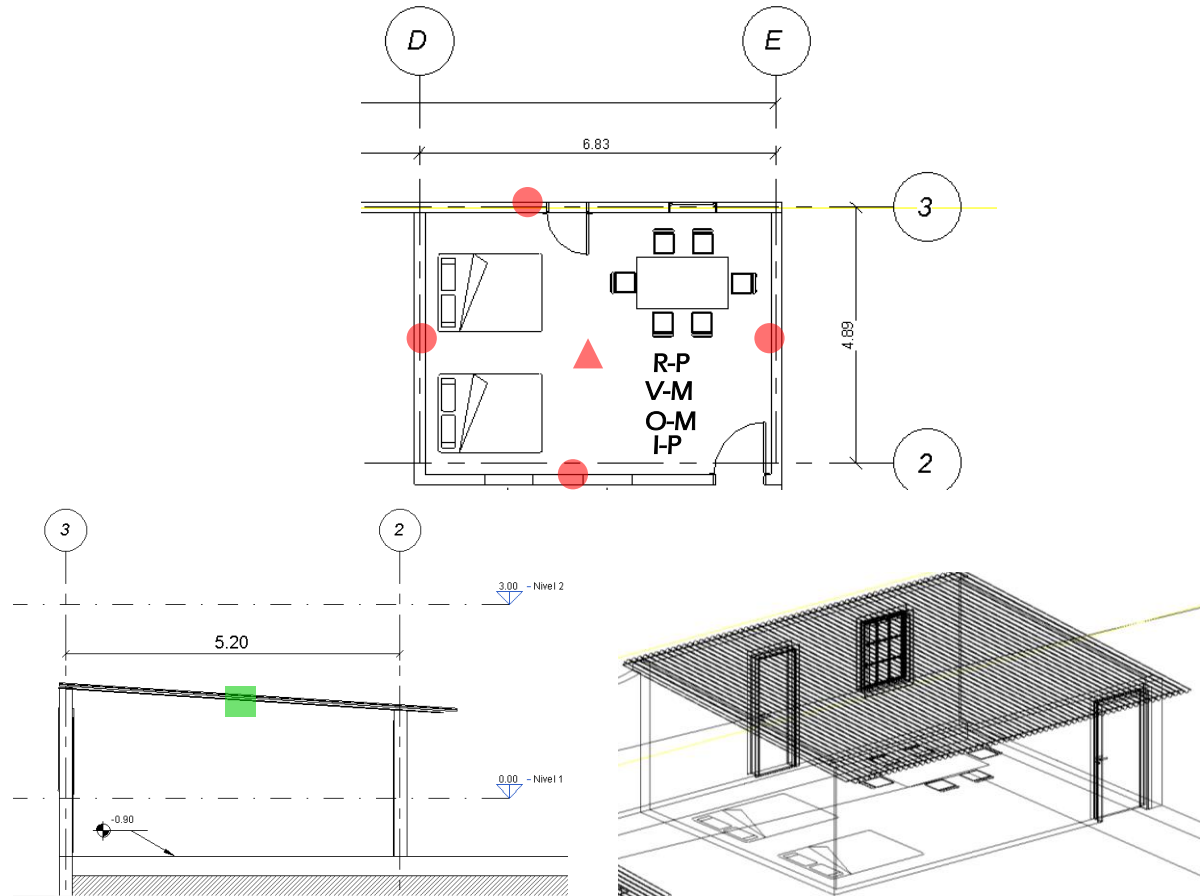 D
E
6.83
3
4.89
R-P
V-M
O-M
I-P
2
3
2
3.00 - Nivel 2
5.20
0.00 - Nivel 1
-0.90